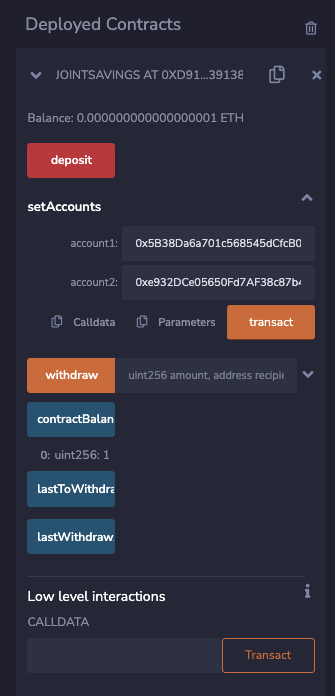 Deployed Contracts
JOINTSAVINGS AT 0XD91...39138
Balance: 0.000000000000000001 ETH
deposit
setAccounts
account1: 0x5B38Da6a701c568545dCfcB0
account2: 0xe932DCe05650Fd7AF38c87b4
Calldata Parameters transact
withdraw uint256 amount, address recipie
contractBalan
0: uint256: 1
lastToWithdra
lastWithdraw
Low level interactions
CALLDATA
Transact